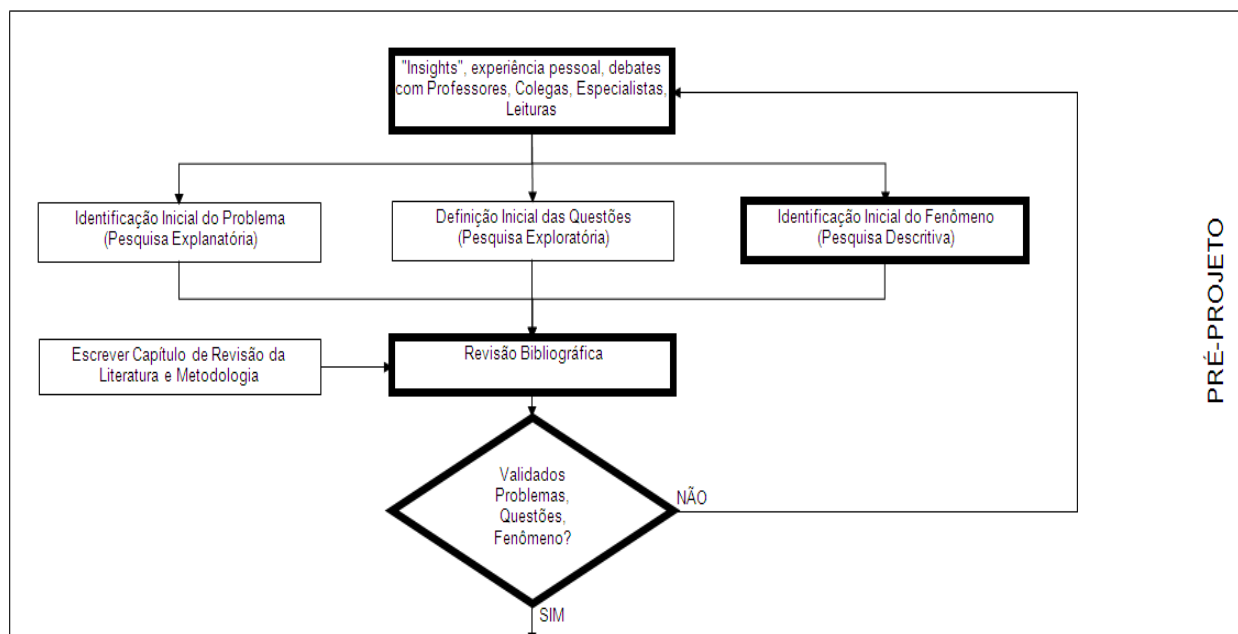 "Insights", experiência pessoal, debates
com Professores, Colegas, Especialistas,
Leituras
Identificação Inicial do Problema
(Pesquisa Explanatória)
Definição Inicial das Questões
(Pesquisa Exploratória)
Identificação Inicial do Fenômeno
(Pesquisa Descritiva)
PRÉ-PROJETO
Escrever Capítulo de Revisão da
Literatura e Metodologia
Revisão Bibliográfica
Validados
Problemas,
Questões,
Fenômeno?
NÃO
SIM